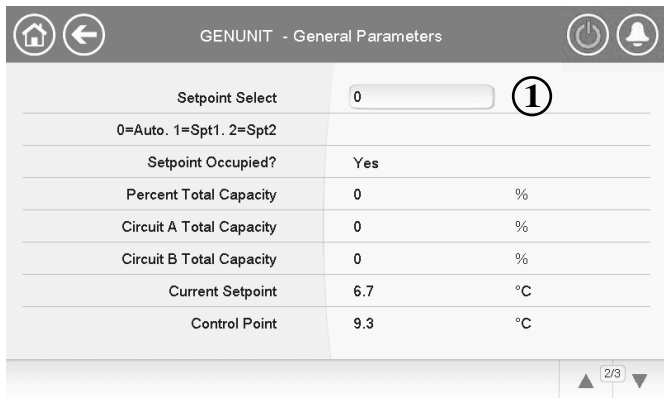 GENUNIT - General Parameters
Setpoint Select 0 1
0=Auto. 1=Spt1. 2=Spt2
Setpoint Occupied? Yes
Percent Total Capacity 0 %
Circuit A Total Capacity 0 %
Circuit B Total Capacity 0 %
Current Setpoint 6.7 °C
Control Point 9.3 °C
2/3